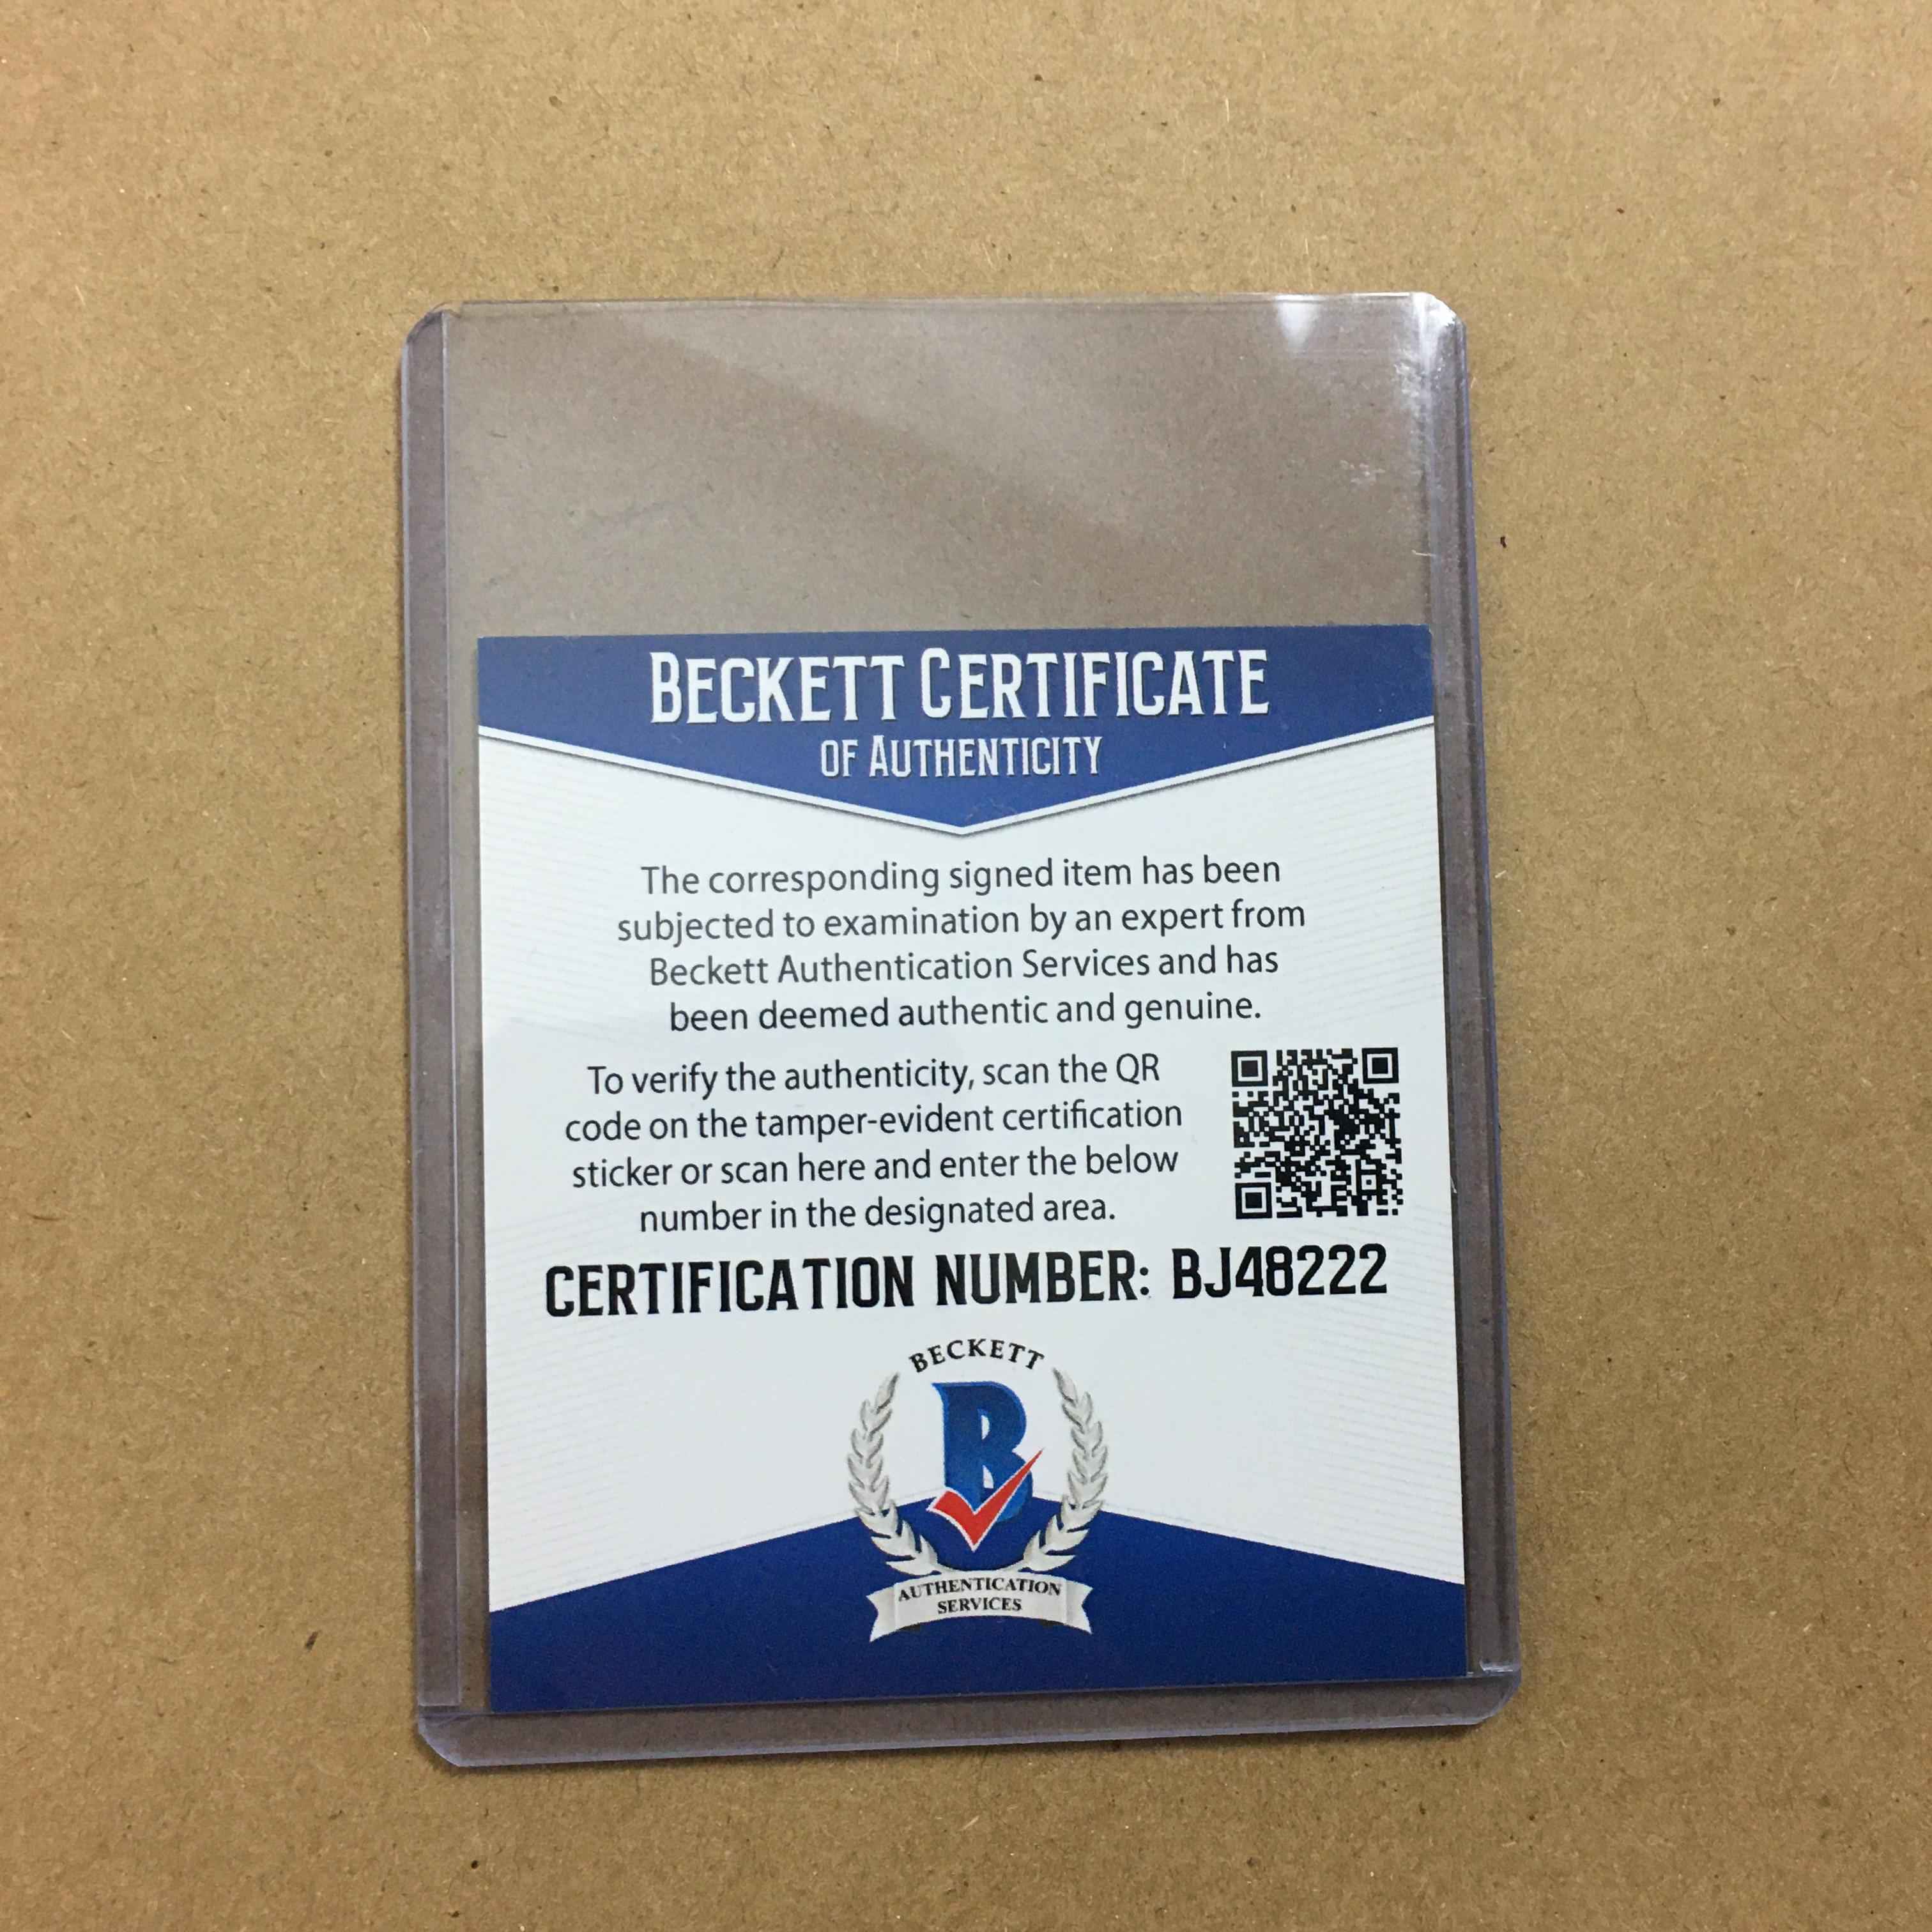 BECKETT CERTIFICATE
OF AUTHENTICITY
The corresponding signed item has been
subjected to examination by an expert from
Beckett Authentication Services and has
been deemed authentic and genuine.
To verify the authenticity, scan the QR
code on the tamper-evident certification
sticker or scan here and enter the below
number in the designated area.
CERTIFICATION NUMBER: BJ48222
BECKETT
B
AUTHENTICATION
SERVICES